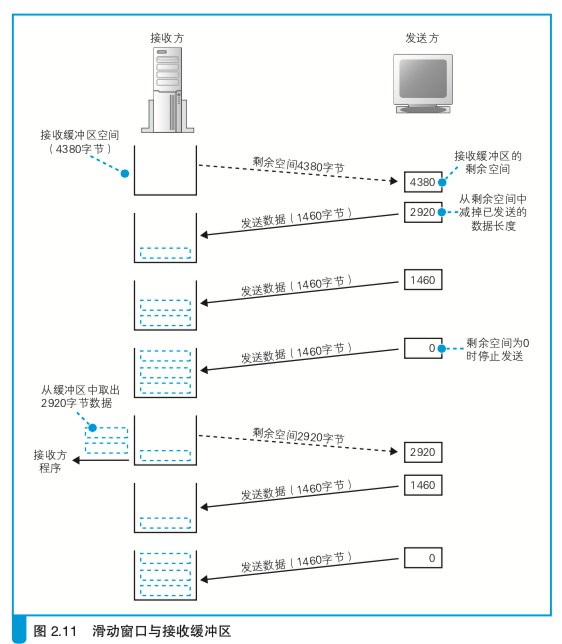 接收方
发送方
接收缓冲区空间
（4380字节）
剩余空间4380字节
4380
接收缓冲区的
剩余空间
2920
从剩余空间中
减掉已发送的
数据长度
发送数据（1460字节）
1460
发送数据（1460字节）
0
剩余空间为0
时停止发送
发送数据（1460字节）
从缓冲区中取出
2920字节数据
接收方
程序
剩余空间2920字节
2920
1460
发送数据（1460字节）
0
发送数据（1460字节）
图 2.11 滑动窗口与接收缓冲区